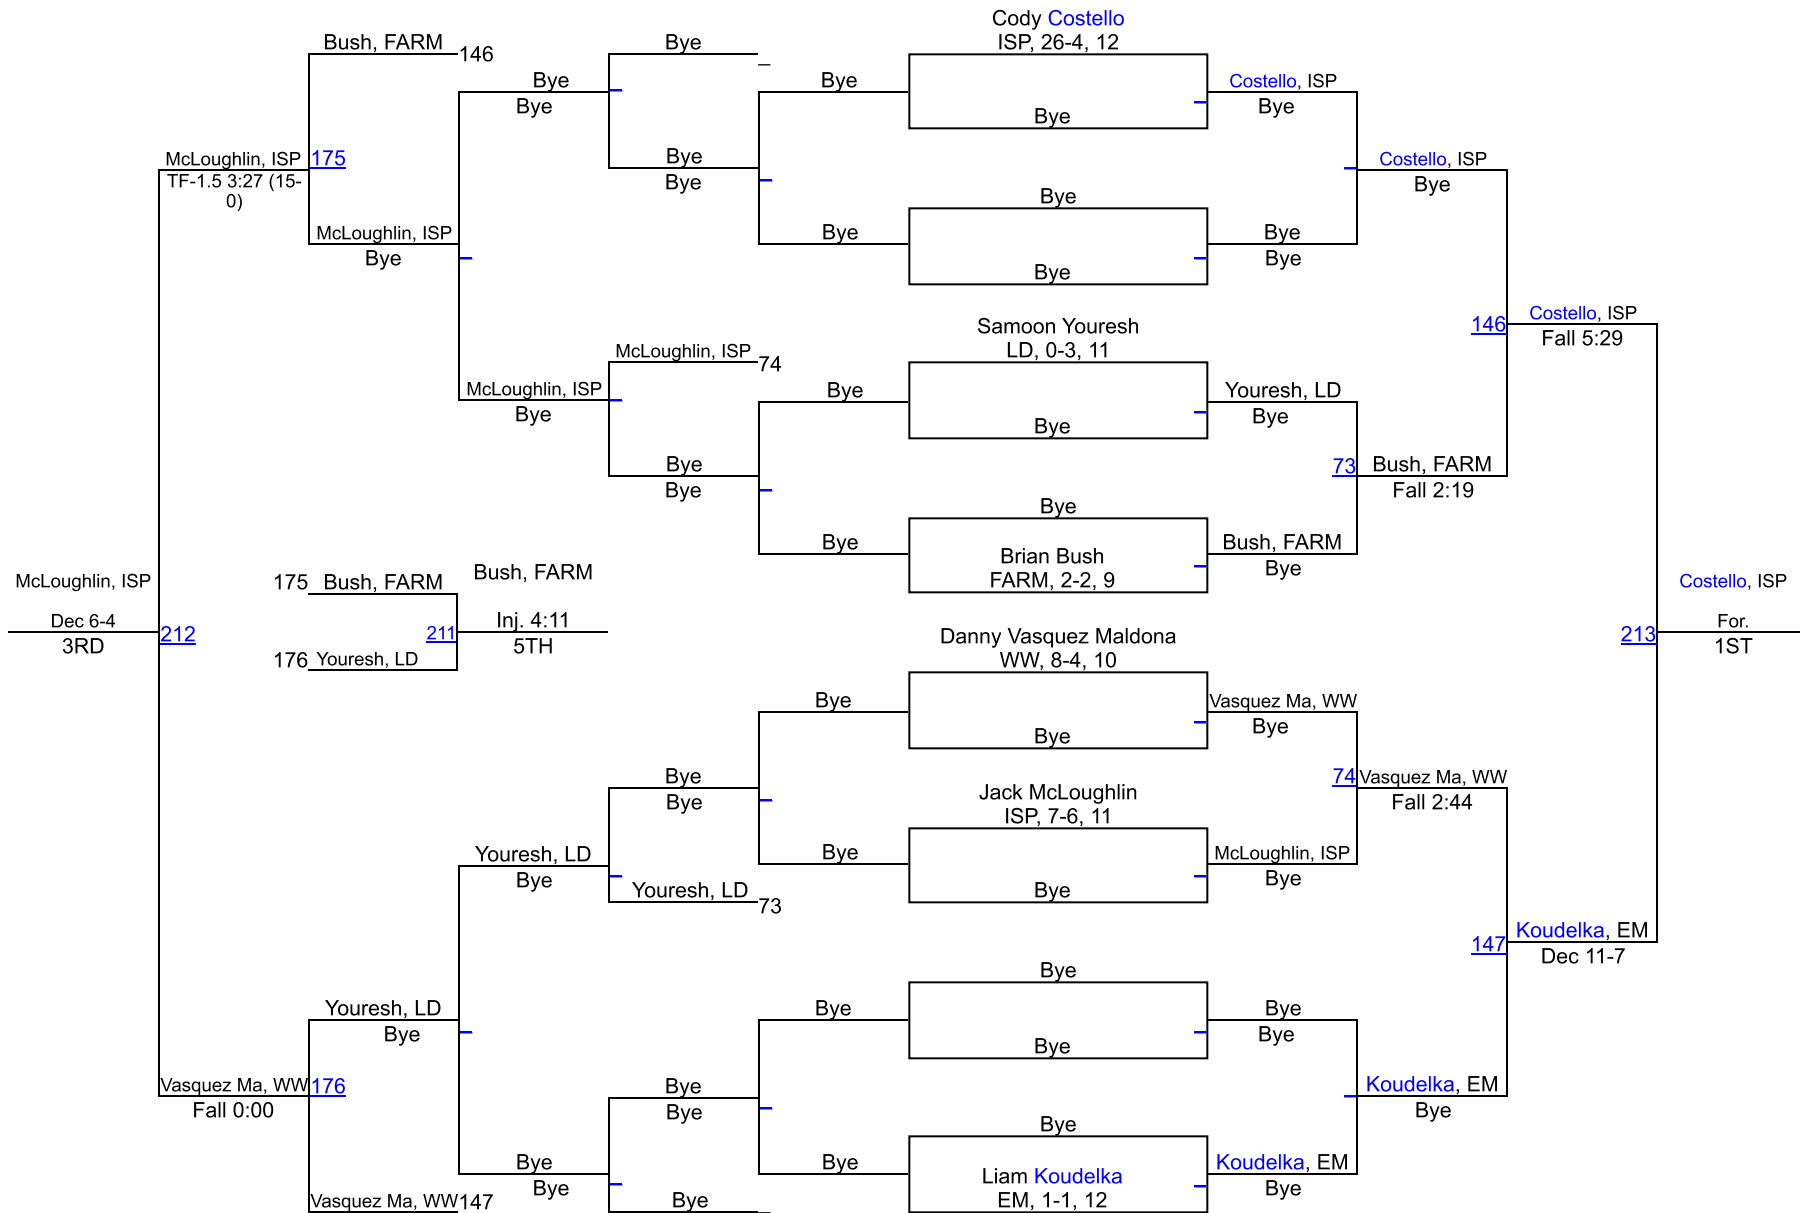 Cody Costello
ISP, 26-4, 12
Bush, FARM
146
Bye
Bye
Bye
Bye
Costello, ISP
Bye
Bye
McLoughlin, ISP
175
TF-1.5 3:27 (15-
0)
Bye
Bye
Costello, ISP
Bye
Bye
McLoughlin, ISP
Bye
Bye
Bye
Bye
Bye
Samoon Youresh
LD, 0-3, 11
146
Costello, ISP
Fall 5:29
McLoughlin, ISP
74
McLoughlin, ISP
Bye
Bye
Youresh, LD
Bye
Bye
Bye
Bye
73
Bush, FARM
Fall 2:19
Bye
Bye
Brian Bush
FARM, 2-2, 9
Bush, FARM
Bye
McLoughlin, ISP
Dec 6-4
3RD
212
175
Bush, FARM
Bush, FARM
211
Inj. 4:11
5TH
176
Youresh, LD
Costello, ISP
213
For.
1ST
Danny Vasquez Maldona
WW, 8-4, 10
Bye
Vasquez Ma, WW
Bye
Bye
Bye
Bye
Jack McLoughlin
ISP, 7-6, 11
74
Vasquez Ma, WW
Fall 2:44
Youresh, LD
Bye
Bye
McLoughlin, ISP
Bye
Bye
Youresh, LD
73
147
Koudelka, EM
Dec 11-7
Bye
Youresh, LD
Bye
Bye
Bye
Bye
Bye
Vasquez Ma, WW
176
Fall 0:00
Bye
Bye
Koudelka, EM
Bye
Bye
Bye
Bye
Bye
Liam Koudelka
EM, 1-1, 12
Koudelka, EM
Bye
Vasquez Ma, WW
147
Bye